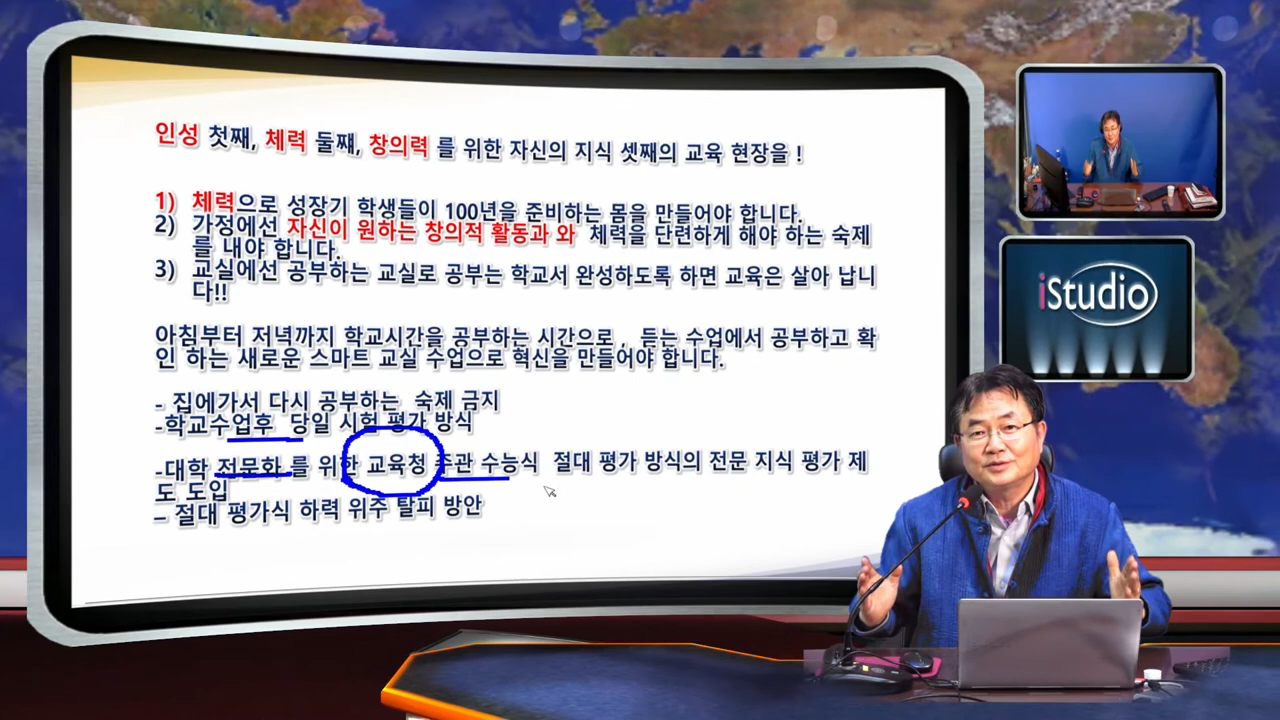 인성 첫째, 체력 둘째, 창의력 를 위한 자신의 지식 셋째의 교육 현장을 !
1) 체력으로 성장기 학생들이 100년을 준비하는 몸을 만들어야 합니다.
2) 가정에선 자신이 원하는 창의적 활동과 와 체력을 단련하게 해야 하는 숙제
를 내야 합니다.
3) 교실에선 공부하는 교실로 공부는 학교서 완성하도록 하면 교육은 살아 납니
다!!
아침부터 저녁까지 학교시간을 공부하는 시간으로 , 듣는 수업에서 공부하고 확
인 하는 새로운 스마트 교실 수업으로 혁신을 만들어야 합니다.
- 집에가서 다시 공부하는 숙제 금지
-학교수업후 당일 시험 평가 방식
-대학 전문화 를 위한 교육청 주관 수능식 절대 평가 방식의 전문 지식 평가 제
도 도입
– 절대 평가식 하력 위주 탈피 방안
iStudio